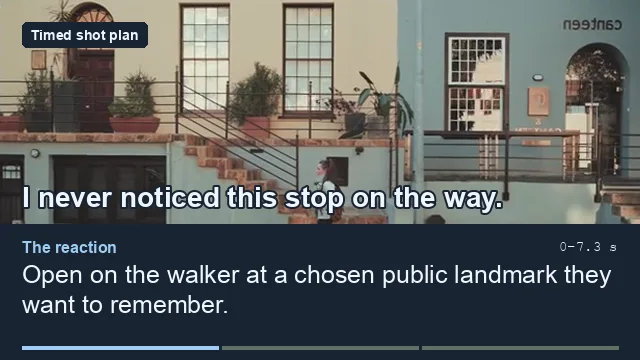 Timed shot plan
canteen
I never noticed this stop on the way.
The reaction
0–7.3 s
Open on the walker at a chosen public landmark they
want to remember.